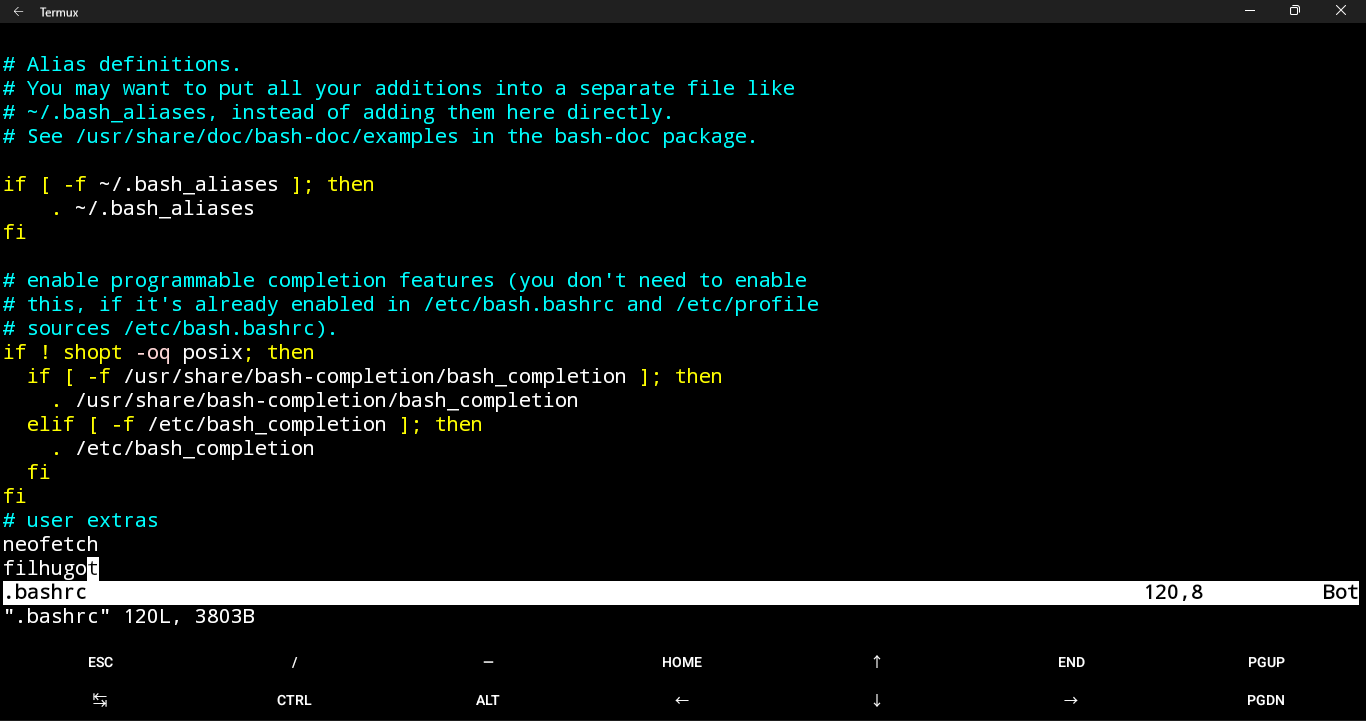 Termux
# Alias definitions.
# You may want to put all your additions into a separate file like
# ~/.bash_aliases, instead of adding them here directly.
# See /usr/share/doc/bash-doc/examples in the bash-doc package.
if [ -f ~/.bash_aliases ]; then
    . ~/.bash_aliases
fi
# enable programmable completion features (you don't need to enable
# this, if it's already enabled in /etc/bash.bashrc and /etc/profile
# sources /etc/bash.bashrc).
if ! shopt -oq posix; then
  if [ -f /usr/share/bash-completion/bash_completion ]; then
    . /usr/share/bash-completion/bash_completion
  elif [ -f /etc/bash_completion ]; then
    . /etc/bash_completion
  fi
fi
# user extras
neofetch
filhugot
.bashrc 120,8 Bot
".bashrc" 120L, 3803B
ESC / — HOME ↑ END PGUP
↹ CTRL ALT ← ↓ → PGDN